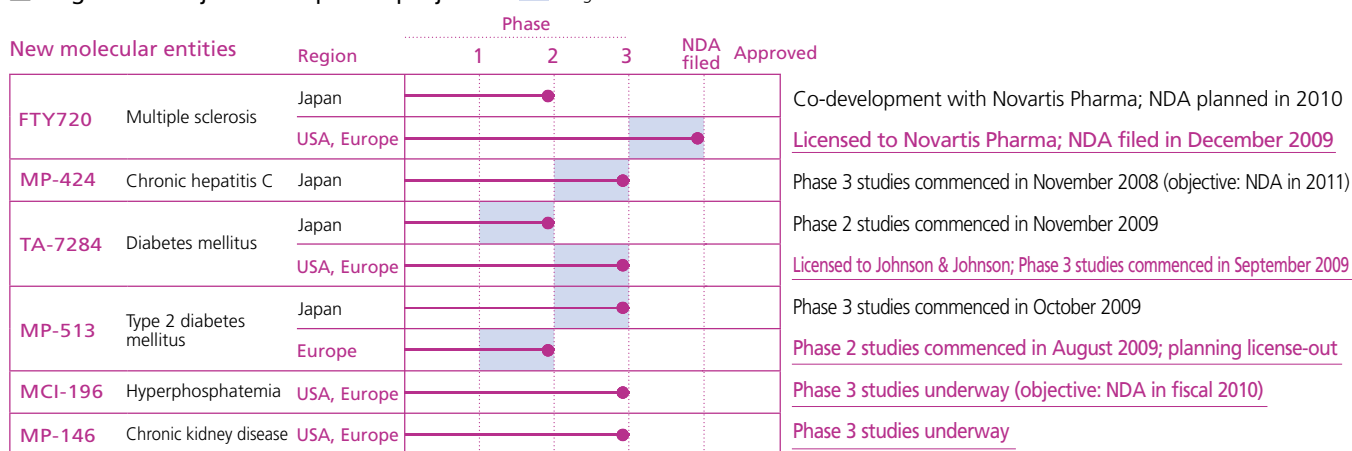 Phase
New molecular entities Region 1 2 3 NDA filed Approved
FTY720 Multiple sclerosis Japan Co-development with Novartis Pharma; NDA planned in 2010
USA, Europe Licensed to Novartis Pharma; NDA filed in December 2009
MP-424 Chronic hepatitis C Japan Phase 3 studies commenced in November 2008 (objective: NDA in 2011)
TA-7284 Diabetes mellitus Japan Phase 2 studies commenced in November 2009
USA, Europe Licensed to Johnson & Johnson; Phase 3 studies commenced in September 2009
MP-513 Type 2 diabetes mellitus Japan Phase 3 studies commenced in October 2009
Europe Phase 2 studies commenced in August 2009; planning license-out
MCI-196 Hyperphosphatemia USA, Europe Phase 3 studies underway (objective: NDA in fiscal 2010)
MP-146 Chronic kidney disease USA, Europe Phase 3 studies underway